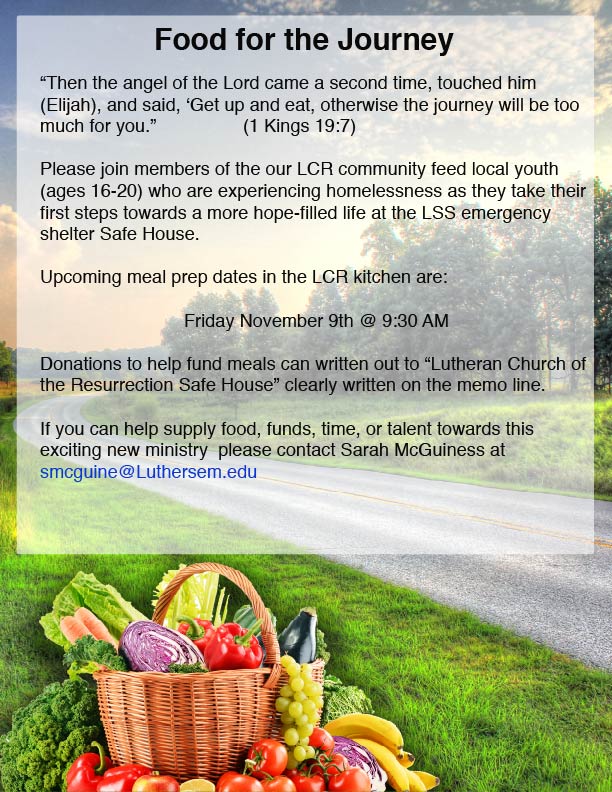 Food for the Journey
“Then the angel of the Lord came a second time, touched him
(Elijah), and said, ‘Get up and eat, otherwise the journey will be too
much for you.” (1 Kings 19:7)
Please join members of the our LCR community feed local youth
(ages 16-20) who are experiencing homelessness as they take their
first steps towards a more hope-filled life at the LSS emergency
shelter Safe House.
Upcoming meal prep dates in the LCR kitchen are:
Friday November 9th @ 9:30 AM
Donations to help fund meals can written out to “Lutheran Church of
the Resurrection Safe House” clearly written on the memo line.
If you can help supply food, funds, time, or talent towards this
exciting new ministry  please contact Sarah McGuiness at
smcguine@Luthersem.edu